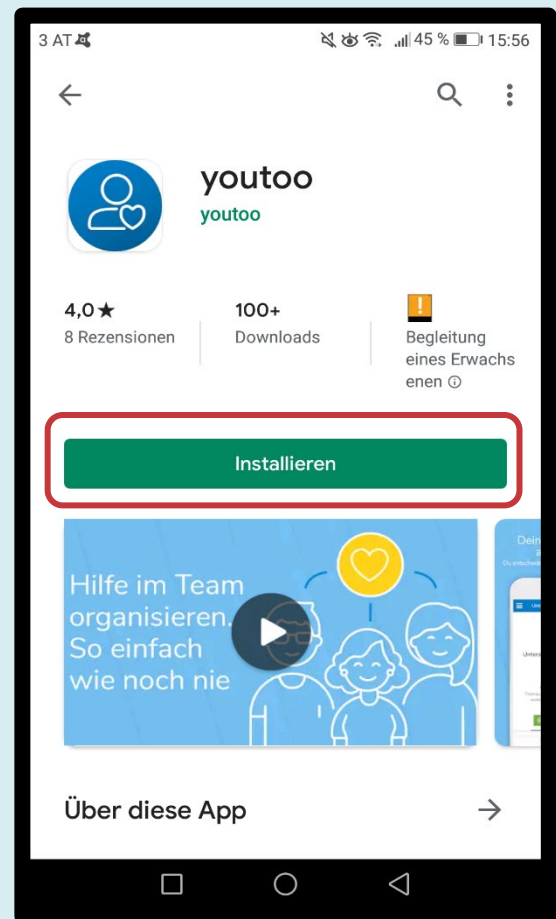 3 AT 45 % 15:56
youtoo
youtoo
4,0 ★ 100+
8 Rezensionen Downloads
Begleitung
eines Erwachs
enen
Installieren
Hilfe im Team
organisieren.
So einfach
wie noch nie
Dein
Über diese App